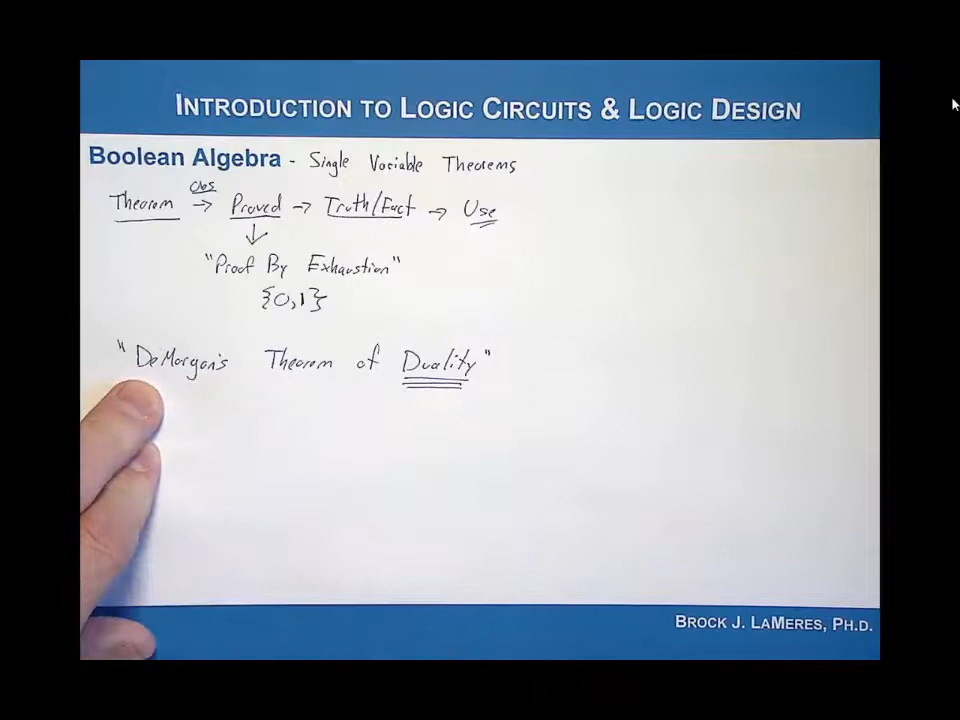 INTRODUCTION TO LOGIC CIRCUITS & LOGIC DESIGN
Boolean Algebra - Single Variable Theorems
Theorem → Proved → Truth/Fact → Use
"Proof By Exhaustion"
{0,1}
"DeMorgan's Theorem of Duality"
BROCK J. LAMERES, PH.D.